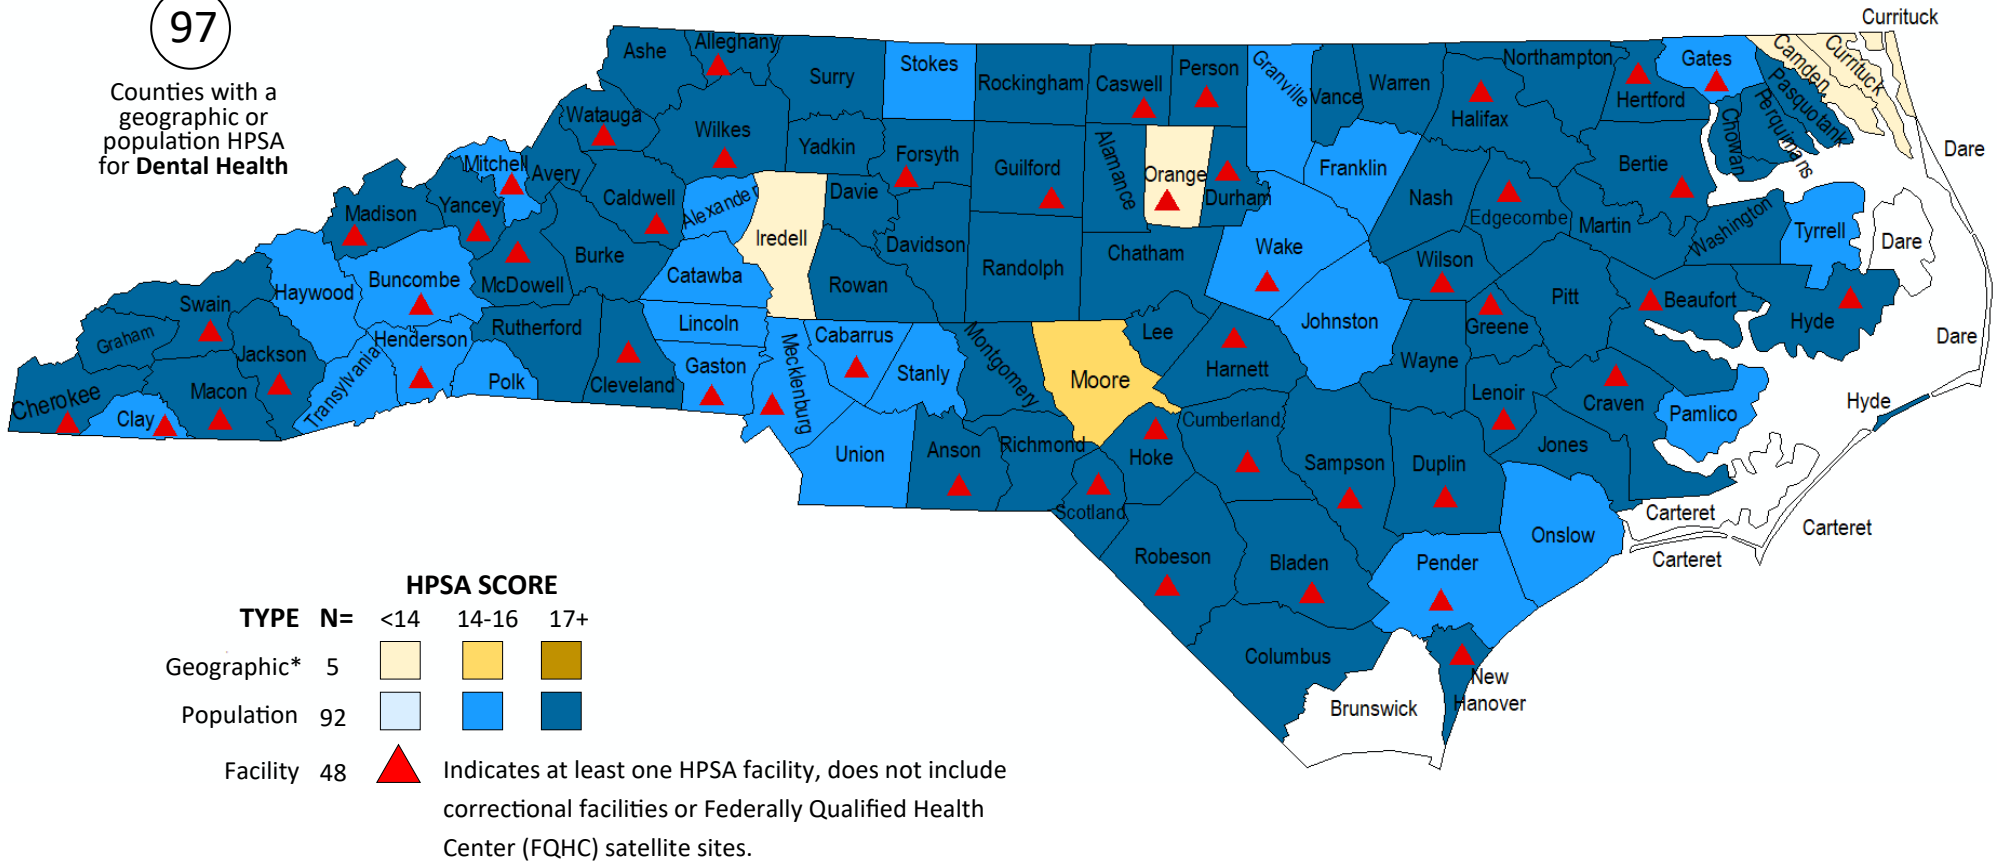 97
Counties with a
geographic or
population HPSA
for Dental Health
Currituck
Ashe
Alleghany
Surry
Stokes
Rockingham
Caswell
Person
Granville
Vance
Warren
Northampton
Gates
Camden
Currituck
Hertford
Pasquotank
Perquimans
Chowan
Dare
Watauga
Wilkes
Yadkin
Forsyth
Guilford
Alamance
Orange
Durham
Franklin
Halifax
Bertie
Mitchell
Avery
Caldwell
Alexander
Iredell
Davie
Davidson
Randolph
Chatham
Wake
Nash
Edgecombe
Martin
Washington
Tyrrell
Dare
Madison
Yancey
McDowell
Burke
Catawba
Rowan
Johnston
Wilson
Pitt
Beaufort
Hyde
Dare
Swain
Haywood
Buncombe
Rutherford
Lincoln
Graham
Jackson
Henderson
Cleveland
Gaston
Mecklenburg
Cabarrus
Stanly
Montgomery
Moore
Lee
Harnett
Wayne
Greene
Lenoir
Craven
Pamlico
Hyde
Cherokee
Clay
Macon
Transylvania
Polk
Union
Anson
Richmond
Hoke
Cumberland
Sampson
Duplin
Jones
Scotland
Robeson
Bladen
Pender
Onslow
Carteret
Carteret
Carteret
Columbus
Brunswick
New
Hanover
HPSA SCORE
TYPE N= <14 14-16 17+
Geographic* 5
Population 92
Facility 48 Indicates at least one HPSA facility, does not include
correctional facilities or Federally Qualified Health
Center (FQHC) satellite sites.